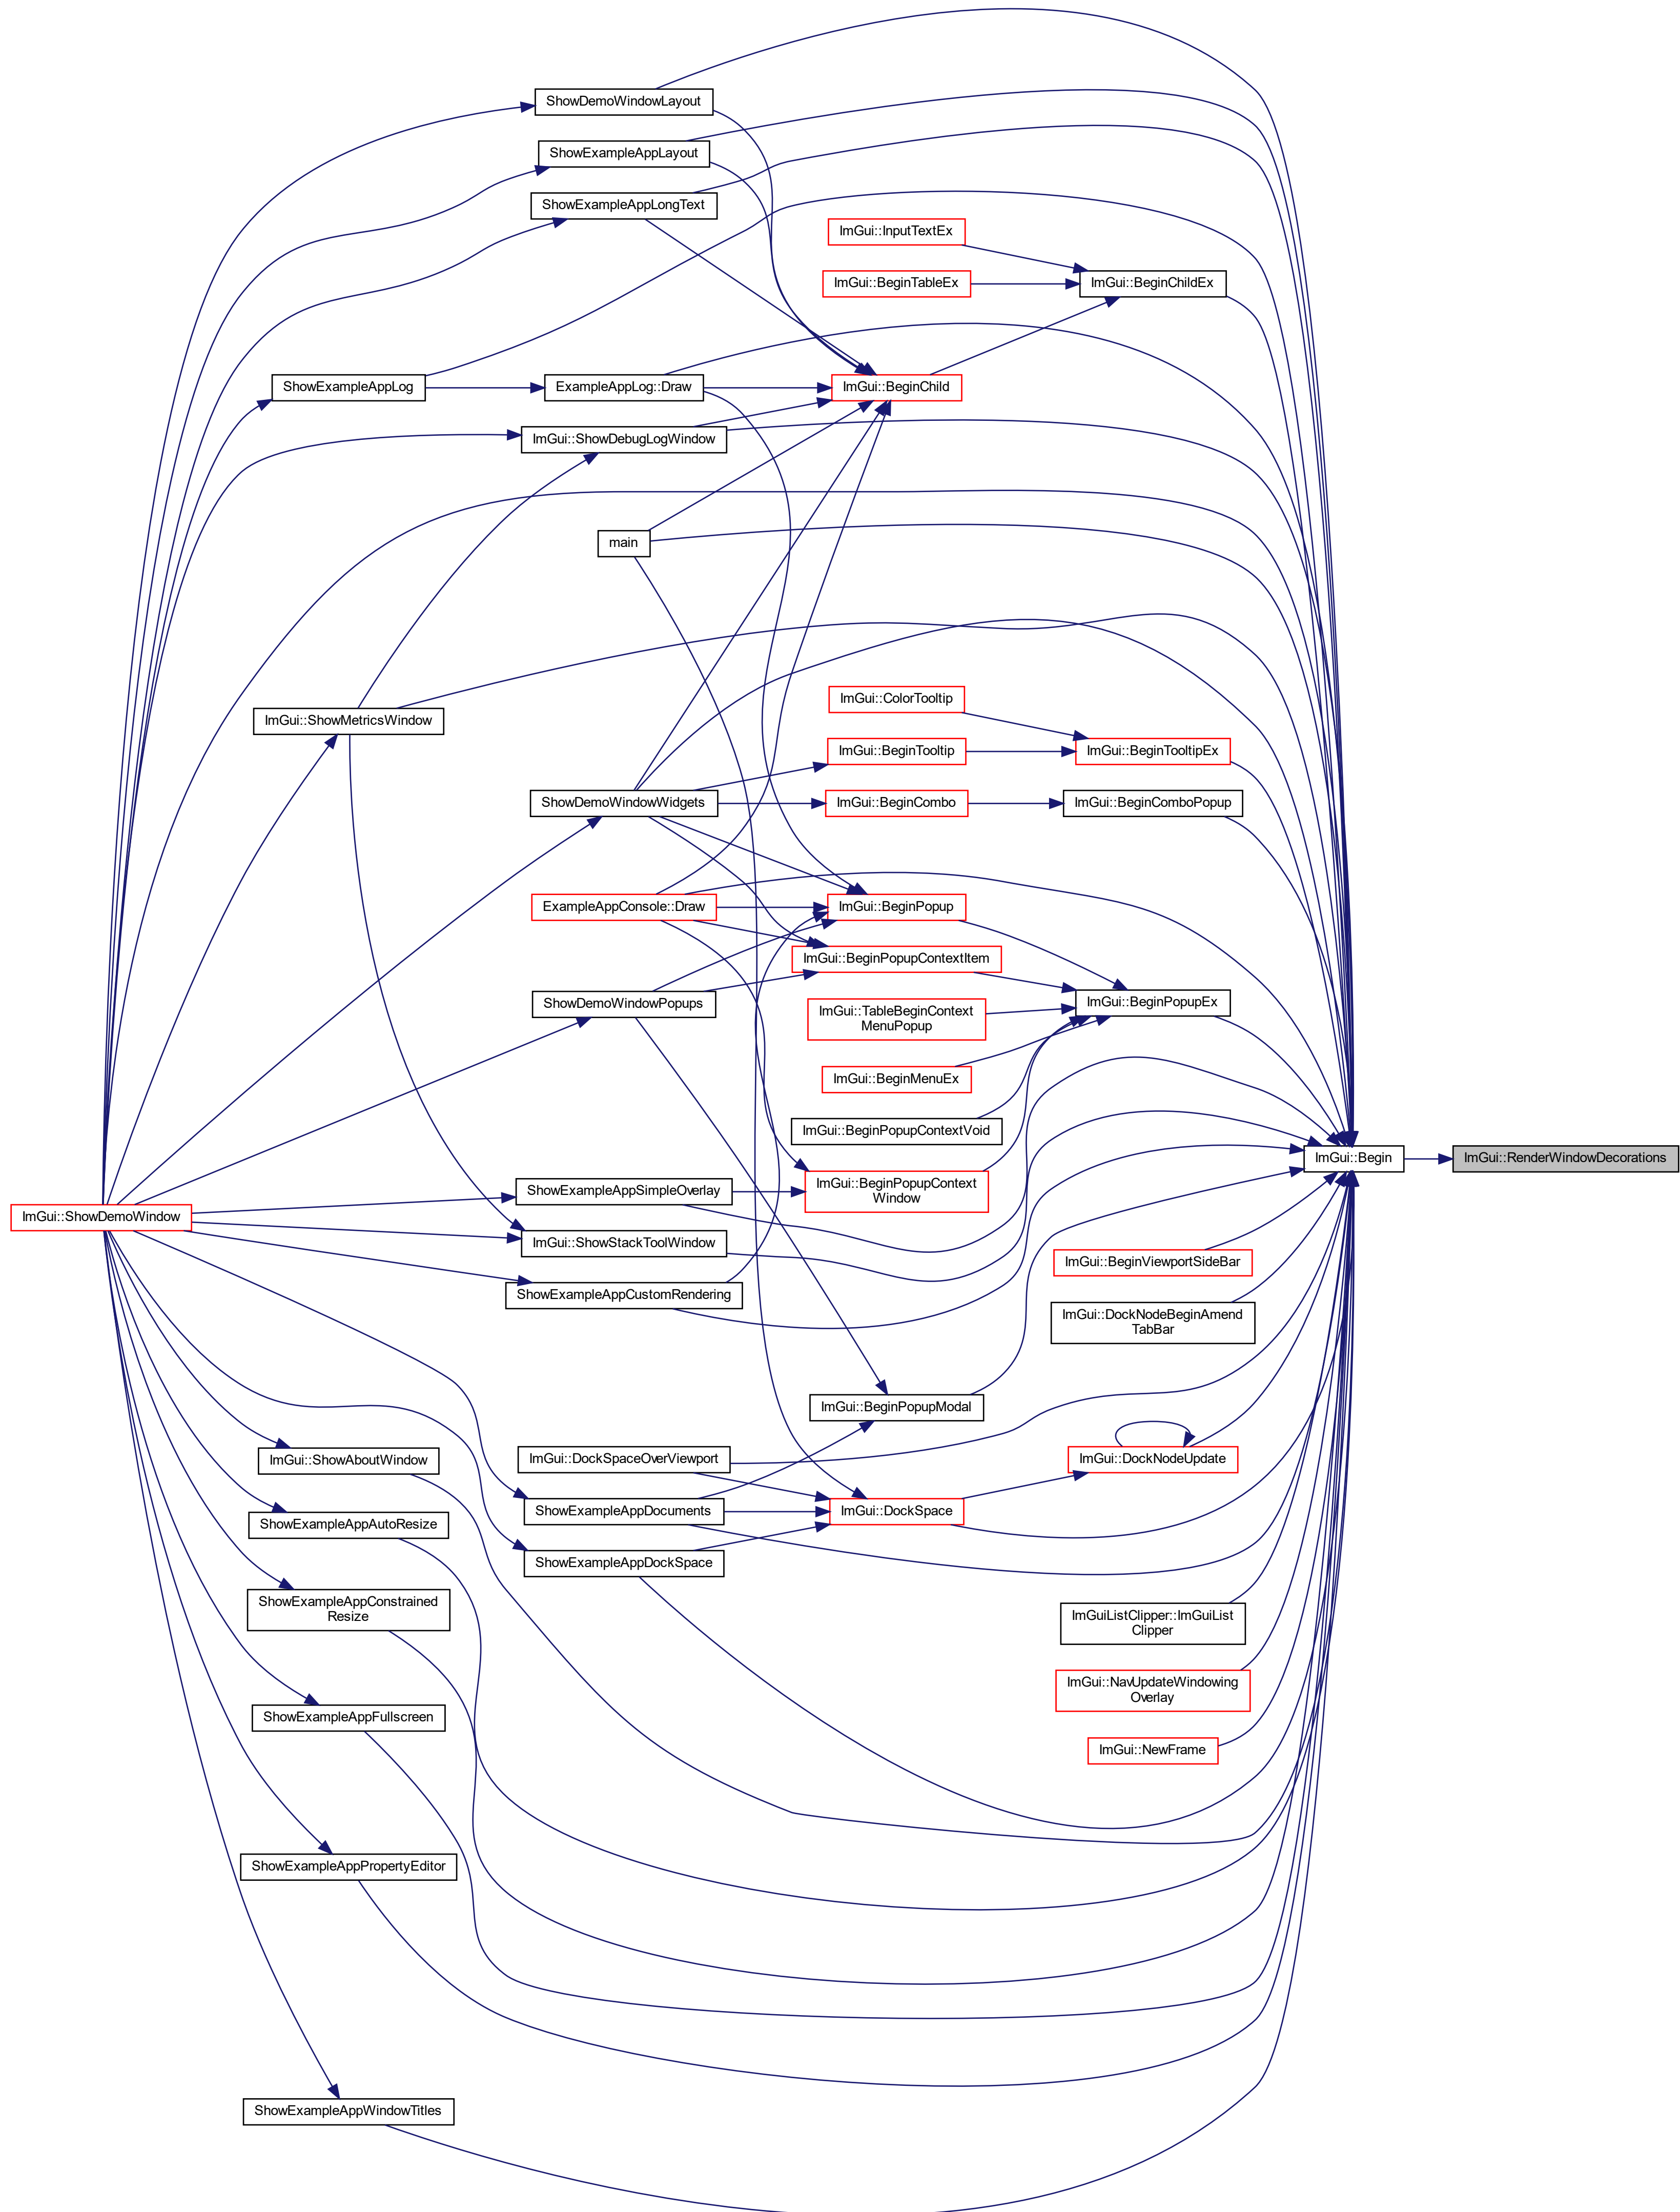 ShowDemoWindowLayout
ShowExampleAppLayout
ShowExampleAppLongText
ImGui::InputTextEx
ImGui::BeginTableEx
ImGui::BeginChildEx
ShowExampleAppLog
ExampleAppLog::Draw
ImGui::BeginChild
ImGui::ShowDebugLogWindow
main
ImGui::ShowMetricsWindow
ImGui::ColorTooltip
ImGui::BeginTooltip
ImGui::BeginTooltipEx
ShowDemoWindowWidgets
ImGui::BeginCombo
ImGui::BeginComboPopup
ExampleAppConsole::Draw
ImGui::BeginPopup
ImGui::BeginPopupContextItem
ShowDemoWindowPopups
ImGui::BeginPopupEx
ImGui::TableBeginContext
MenuPopup
ImGui::BeginMenuEx
ImGui::BeginPopupContextVoid
ImGui::Begin
ImGui::RenderWindowDecorations
ShowExampleAppSimpleOverlay
ImGui::BeginPopupContext
Window
ImGui::ShowDemoWindow
ImGui::ShowStackToolWindow
ImGui::BeginViewportSideBar
ShowExampleAppCustomRendering
ImGui::DockNodeBeginAmend
TabBar
ImGui::BeginPopupModal
ImGui::ShowAboutWindow
ImGui::DockSpaceOverViewport
ImGui::DockNodeUpdate
ShowExampleAppDocuments
ImGui::DockSpace
ShowExampleAppAutoResize
ShowExampleAppDockSpace
ShowExampleAppConstrained
Resize
ImGuiListClipper::ImGuiList
Clipper
ImGui::NavUpdateWindowing
Overlay
ShowExampleAppFullscreen
ImGui::NewFrame
ShowExampleAppPropertyEditor
ShowExampleAppWindowTitles